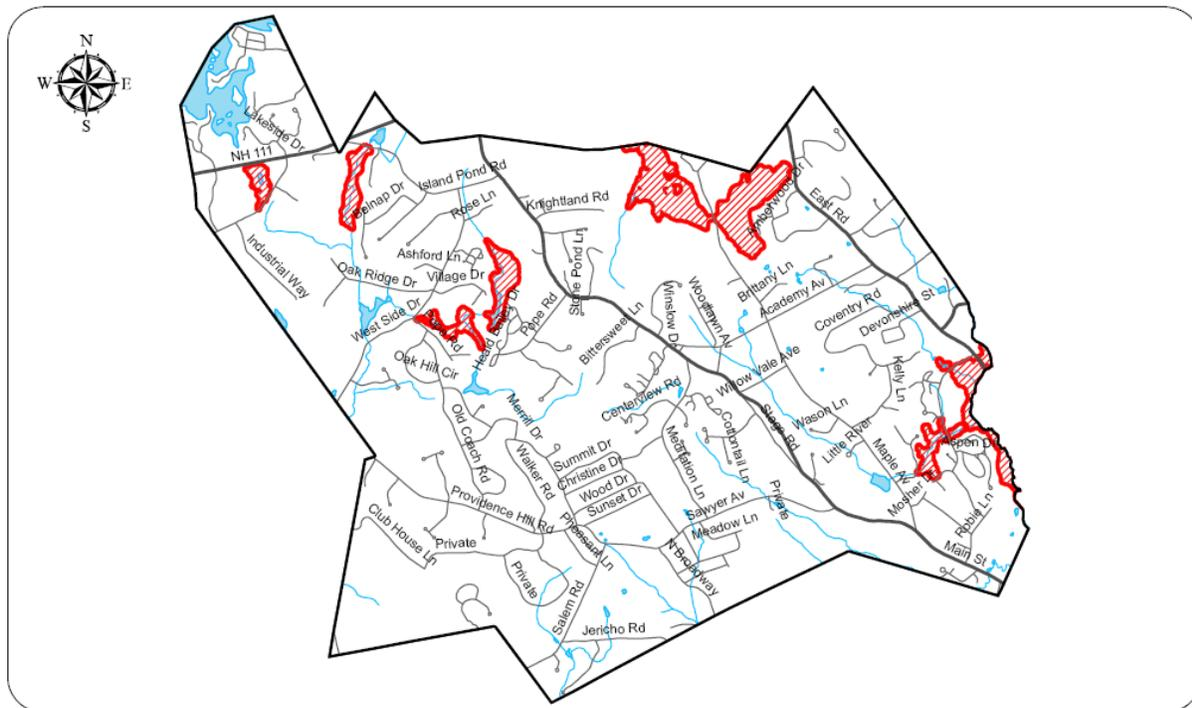 N
W E
S
Lakeside Dr
NH 111
Island Pond Rd
Belnap Dr
Rose Ln
Knightland Rd
Amberwood Dr
East Rd
Ashford Ln
Village Dr
Oak Ridge Dr
Industrial Way
Stone Pond Ln
Brittany Ln
Academy Av
Woodlawn Av
Winslow Dr
Coventry Rd
Devonshire St
West Side Dr
Pope Rd
Pope Rd
Bittersweet Ln
Oak Hill Cir
Willow Vale Ave
Kelly Ln
Centerview Rd
Merrill Dr
Old Coach Rd
Stage Rd
Wason Ln
Cottontail Ln
Little River
Maple Av
Aspen Dr
Mosher Dr
Walker Rd
Summit Dr
Christine Dr
Wood Dr
Sunset Dr
Meditation Ln
Sawyer Av
Private
Robie Ln
Providence Hill Rd
Pheasant Ln
Meadow Ln
Club House Ln
Private
Private
N Broadway
Main St
Salem Rd
Jericho Rd